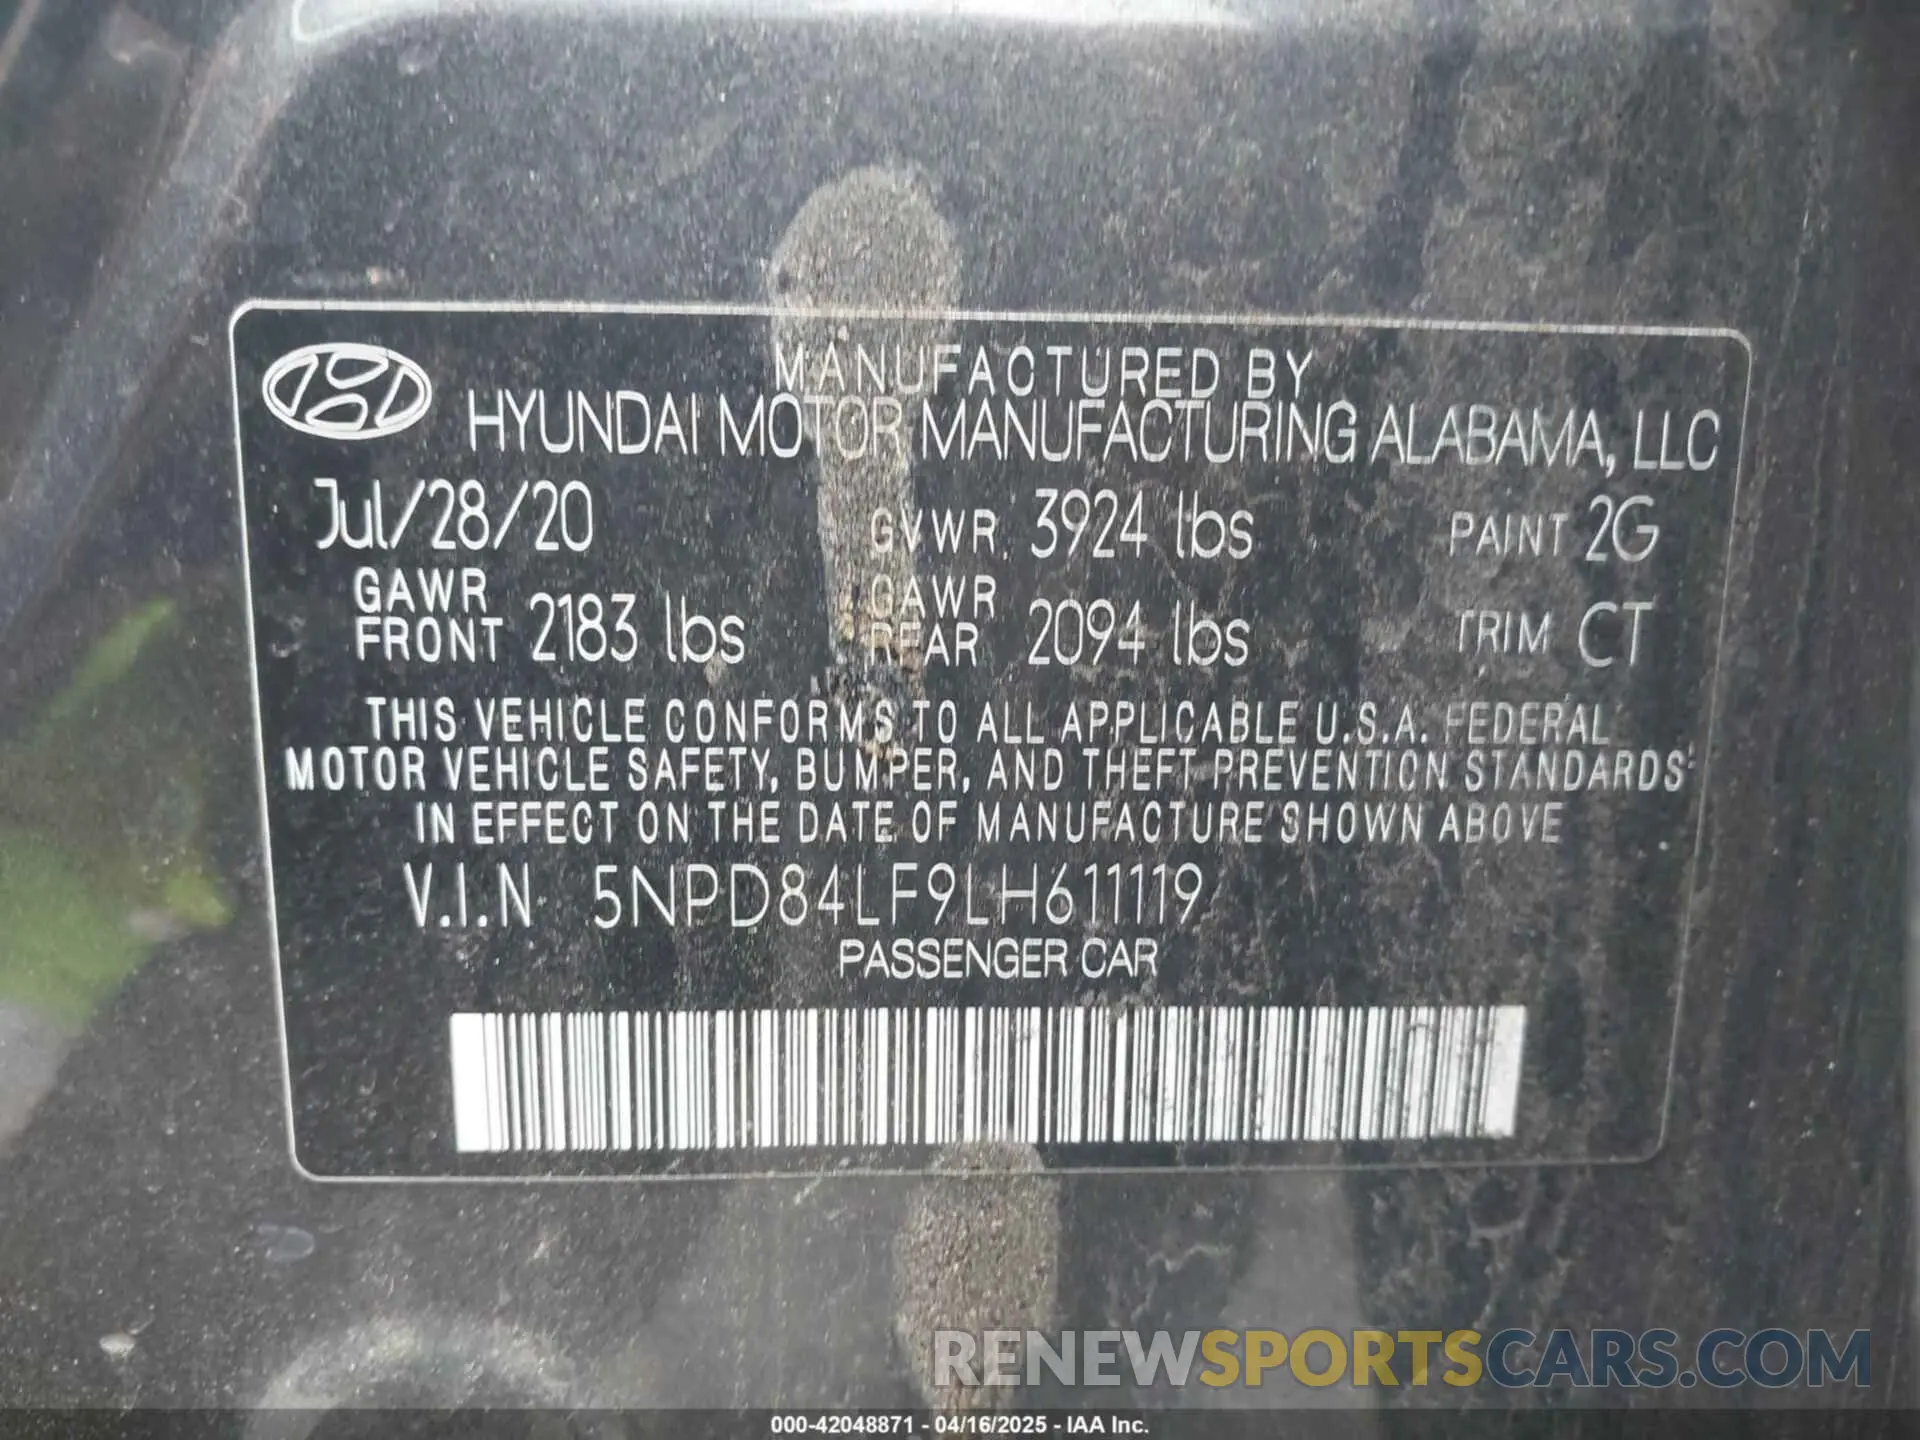 MANUFACTURED BY
HYUNDAI MOTOR MANUFACTURING ALABAMA, LLC
Jul/28/20 GVWR 3924 lbs PAINT 2G
GAWR FRONT 2183 lbs GAWR REAR 2094 lbs TRIM CT
THIS VEHICLE CONFORMS TO ALL APPLICABLE U.S.A. FEDERAL
MOTOR VEHICLE SAFETY, BUMPER, AND THEFT PREVENTION STANDARDS
IN EFFECT ON THE DATE OF MANUFACTURE SHOWN ABOVE
V.I.N 5NPD84LF9LH611119
PASSENGER CAR
RENEWSPORTSCARS.COM
000-42048871 - 04/16/2025 - IAA Inc.